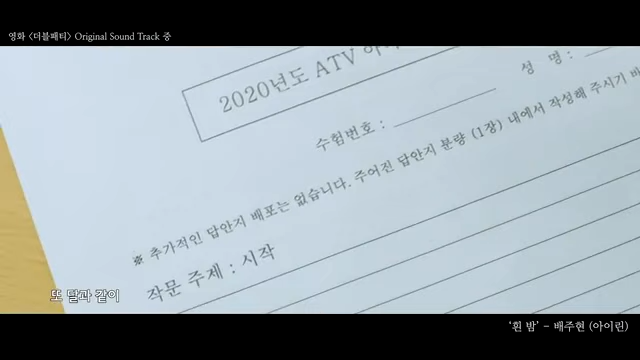 영화 <더블패티> Original Sound Track 중
2020년도 ATV 아
성 명 :
수험번호 :
※ 추가적인 답안지 배포는 없습니다. 주어진 답안지 분량 (1장) 내에서 작성해 주시기 바
작문 주제 : 시작
또 달과 같이
‘흰 밤’ - 배주현 (아이린)